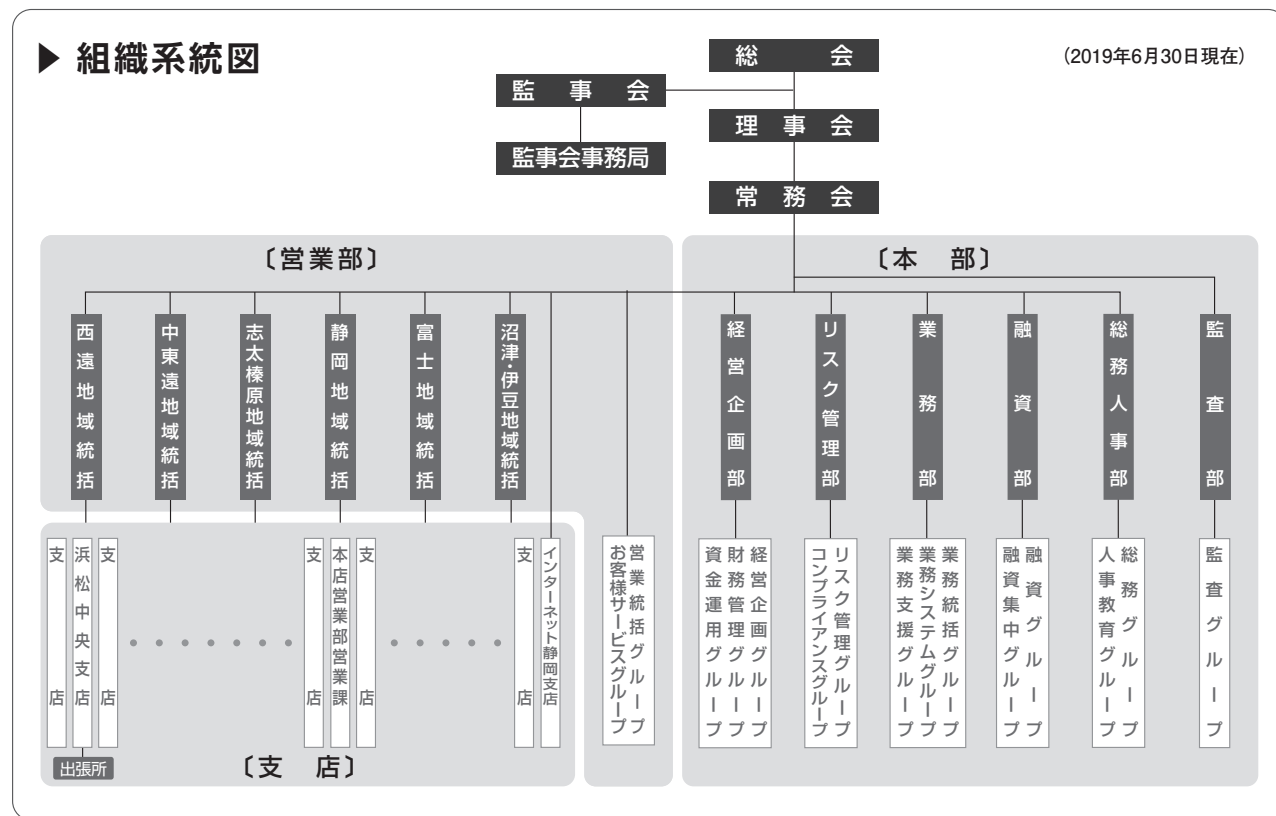 ▶ 組織系統図
(2019年6月30日現在)
総会
監事会
理事会
監事会事務局
常務会
〔営業部〕
〔本部〕
西遠地域統括
中東遠地域統括
志太榛原地域統括
静岡地域統括
富士地域統括
沼津・伊豆地域統括
経営企画部
リスク管理部
業務部
融資部
総務人事部
監査部
支店
浜松中央支店
支店
支店
本店営業部営業課
支店
支店
インターネット静岡支店
営業統括グループ
お客様サービスグループ
経営企画グループ
財務管理グループ
資金運用グループ
リスク管理グループ
コンプライアンスグループ
業務統括グループ
業務システムグループ
業務支援グループ
融資グループ
融資集中グループ
総務グループ
人事教育グループ
監査グループ
出張所
〔支店〕